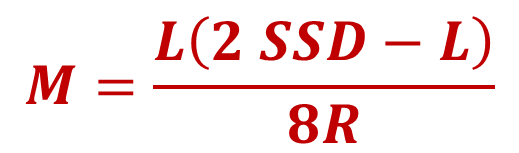 M = L(2 SSD − L) / 8R